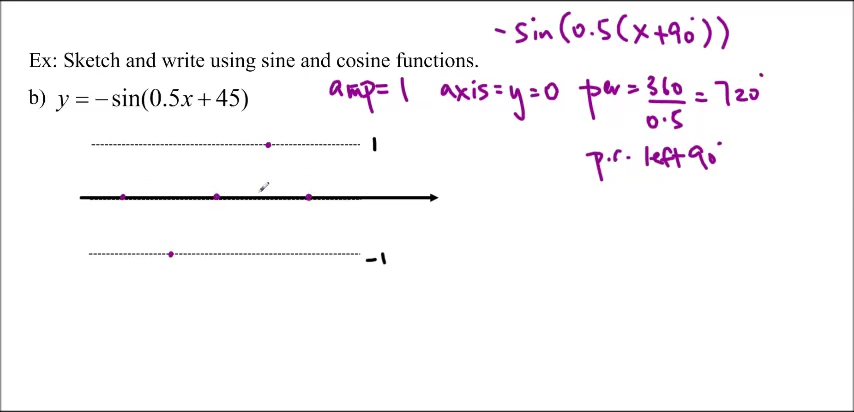 - sin(0.5(x+90°))
Ex: Sketch and write using sine and cosine functions.
b) y = −sin(0.5x + 45) amp = 1 axis = y = 0 per = 360/0.5 = 720°
p.s. left 90°
1
-1